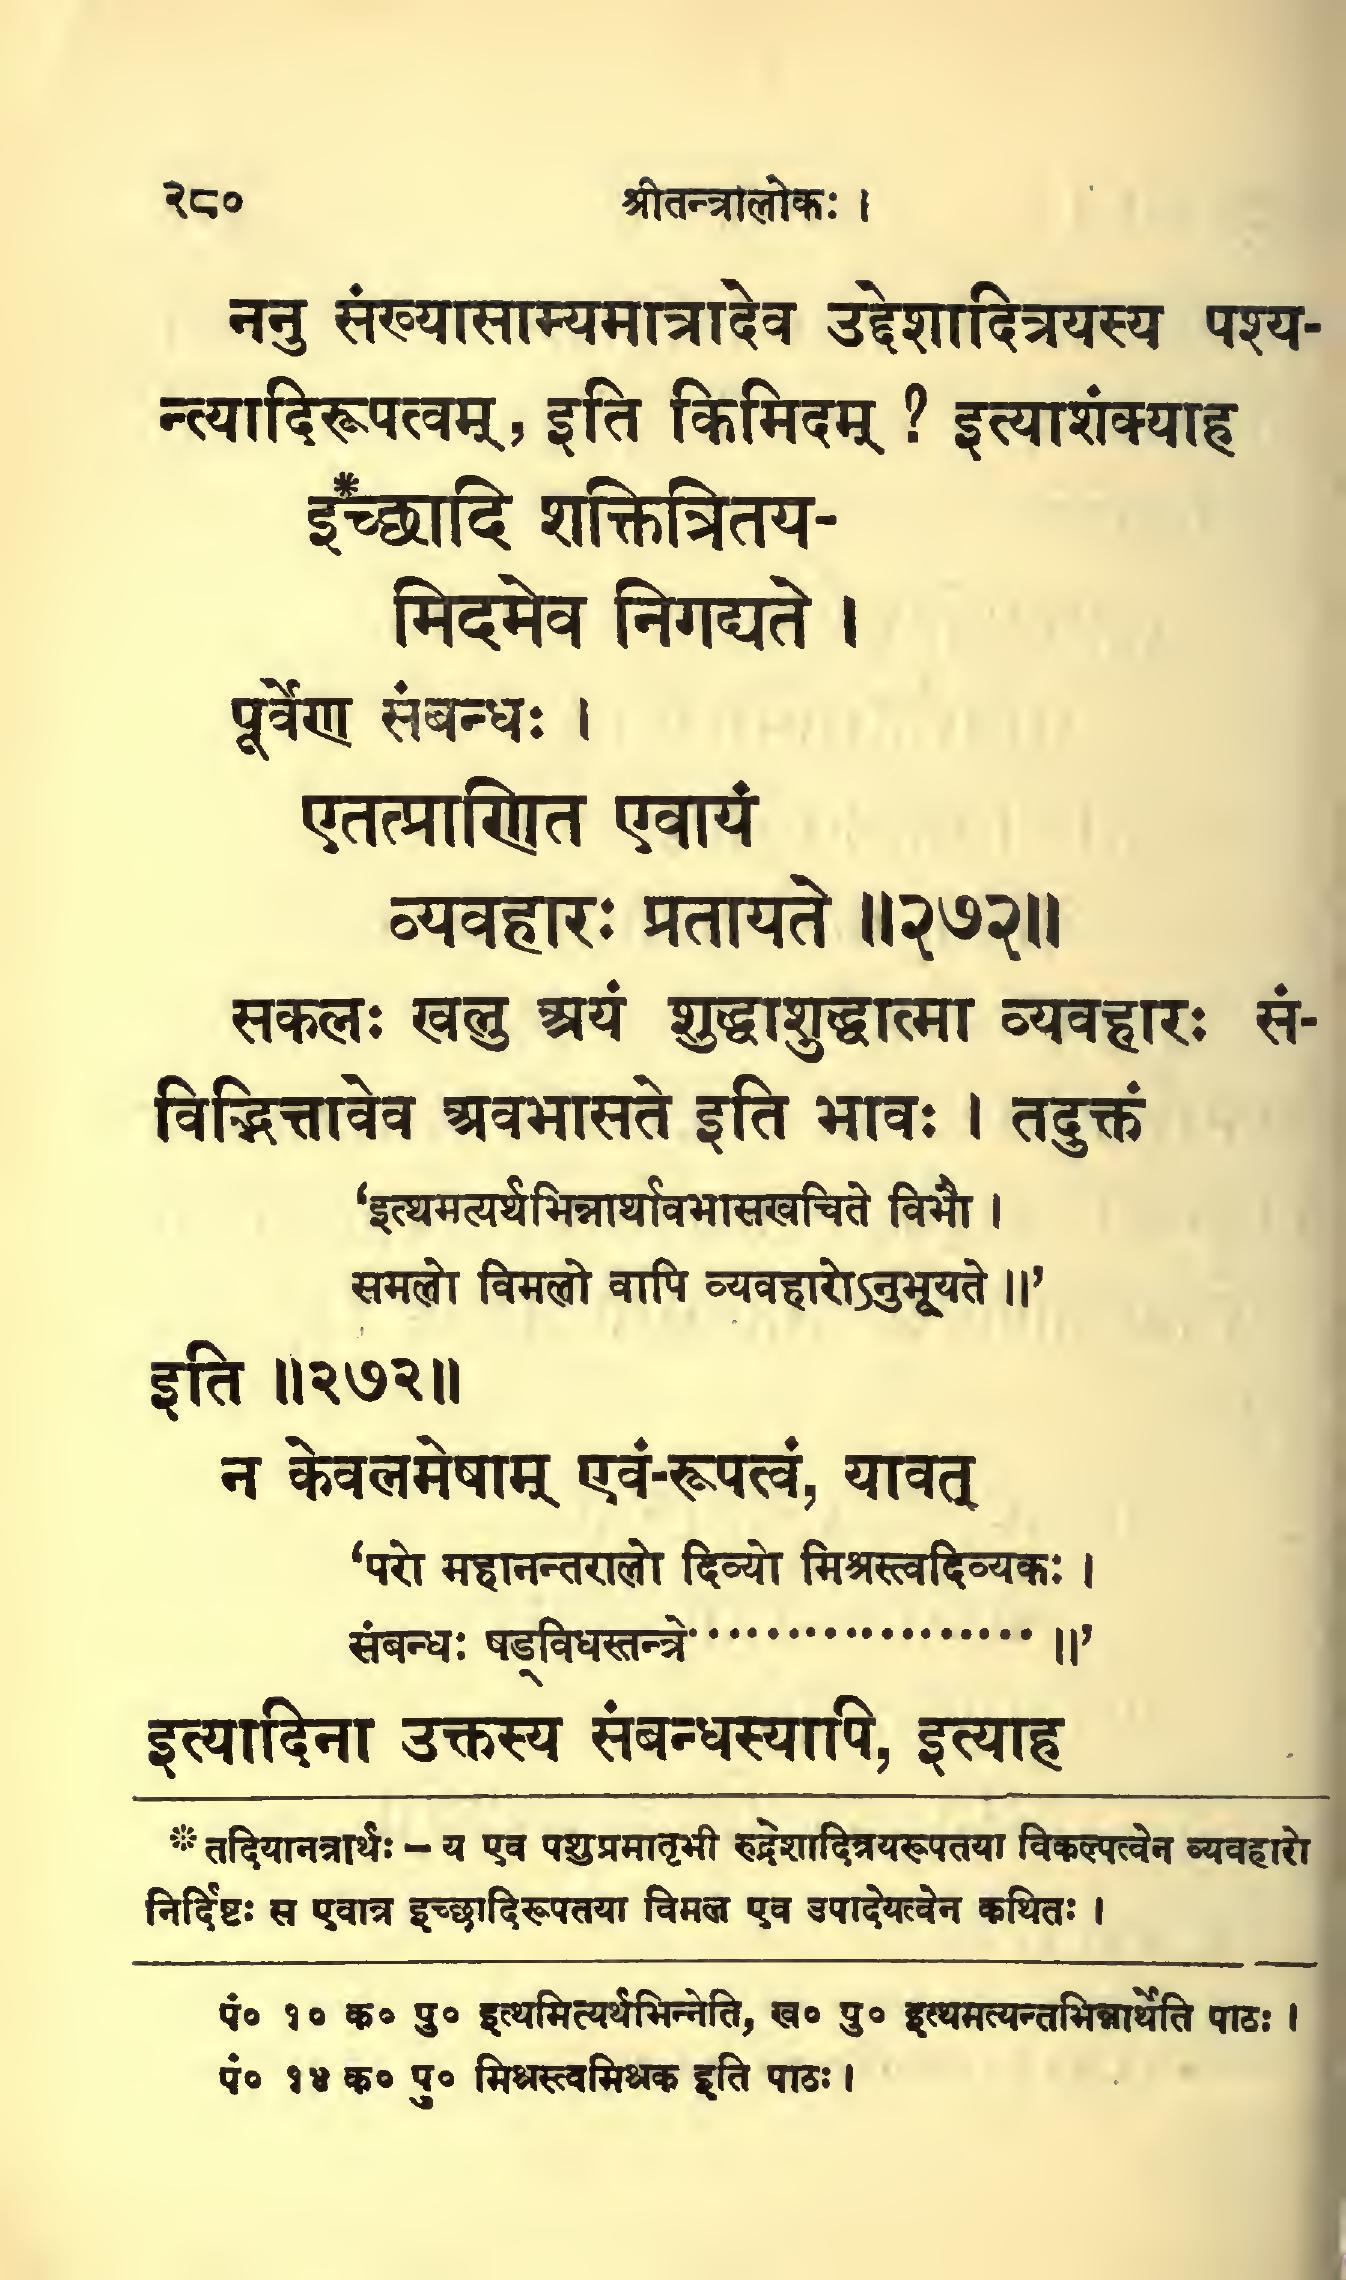 २८० श्रीतन्त्रालोकः ।
ननु संख्यासाम्यमात्रादेव उद्देशादित्रयस्य पश्य-
न्त्यादिरूपत्वम्, इति किमिदम् ? इत्याशंक्याह
इ*च्छादि शक्तित्रितय-
मिदमेव निगद्यते ।
पूर्वेण संबन्धः ।
एतत्प्राणित एवायं
व्यवहारः प्रतायते ॥२७२॥
सकलः खलु अयं शुद्धाशुद्धात्मा व्यवहारः सं-
विद्भित्तावेव अवभासते इति भावः । तदुक्तं
‘इत्थमत्यर्थभिन्नार्थावभासखचिते विभौ ।
समलो विमलो वापि व्यवहारोऽनुभूयते ॥’
इति ॥२७२॥
न केवलमेषाम् एवं-रूपत्वं, यावत्
‘परो महानन्तरालो दिव्यो मिश्रस्त्वदिव्यकः ।
संबन्धः षड्विधस्तन्त्रे·················· ॥’
इत्यादिना उक्तस्य संबन्धस्यापि, इत्याह
* तदियानत्रार्थः – य एव पशुप्रमातृभी रुद्देशादित्रयरूपतया विकल्पत्वेन व्यवहारो
निर्दिष्टः स एवात्र इच्छादिरूपतया विमल एव उपादेयत्वेन कथितः ।
पं० १० क० पु० इत्थमित्यर्थभिन्नेति, ख० पु० इत्थमत्यन्तभिन्नार्थेति पाठः ।
पं० १४ क० पु० मिश्रस्त्वमिश्रक इति पाठः ।